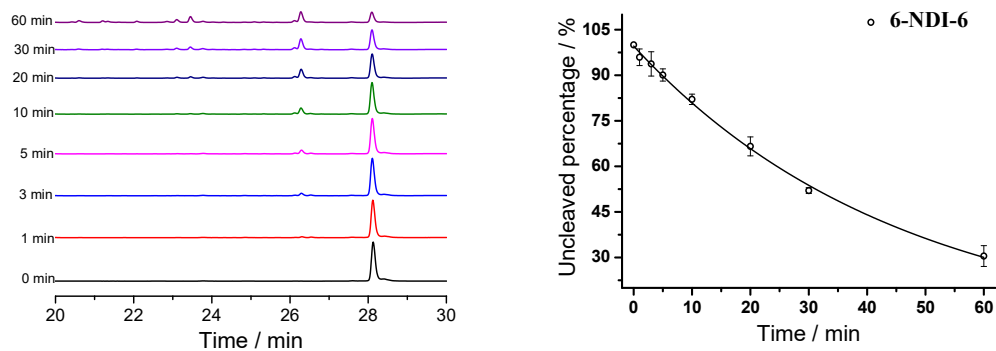 60 min
30 min
20 min
10 min
5 min
3 min
1 min
0 min
20 22 24 26 28 30
Time / min
6-NDI-6
105
90
75
60
45
30
Uncleaved percentage / %
0 10 20 30 40 50 60
Time / min